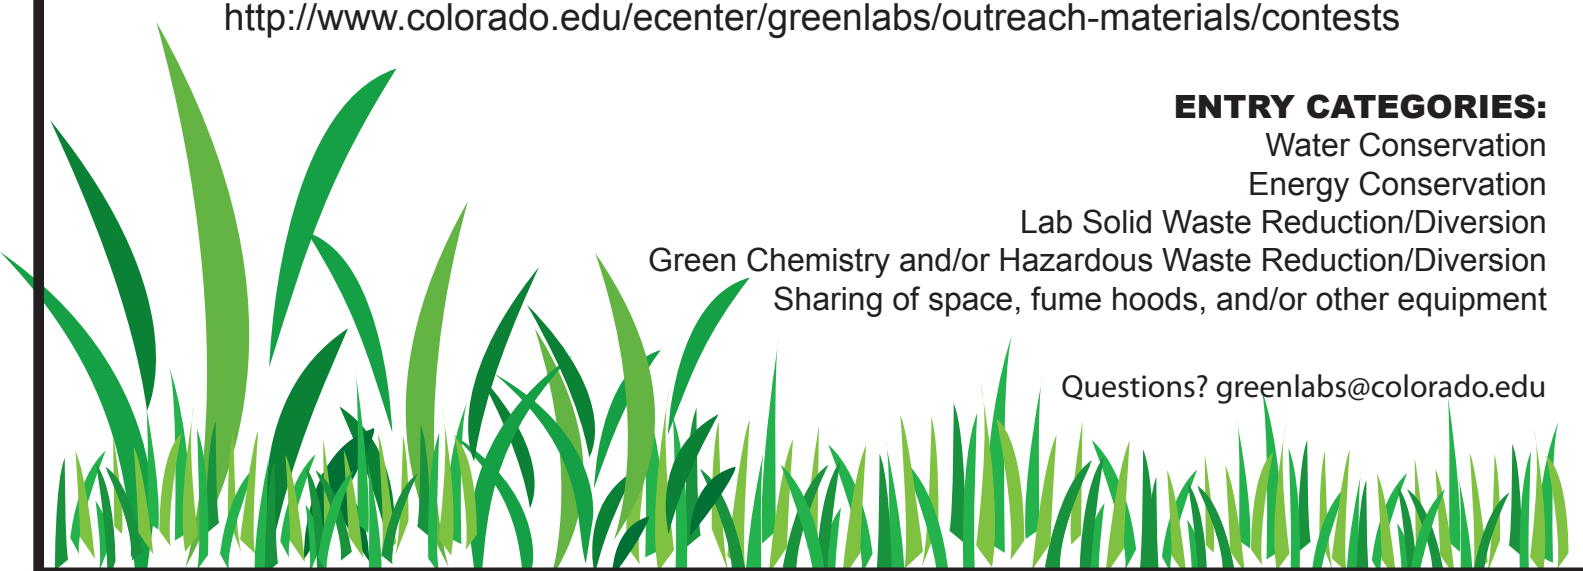 http://www.colorado.edu/ecenter/greenlabs/outreach-materials/contests
ENTRY CATEGORIES:
Water Conservation
Energy Conservation
Lab Solid Waste Reduction/Diversion
Green Chemistry and/or Hazardous Waste Reduction/Diversion
Sharing of space, fume hoods, and/or other equipment
Questions? greenlabs@colorado.edu